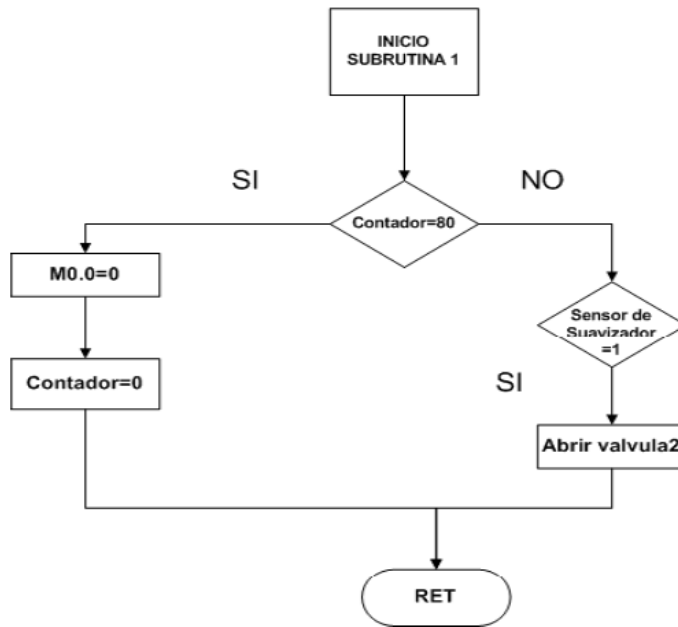 INICIO
SUBRUTINA 1
SI
NO
Contador=80
M0.0=0
Sensor de
Suavizador
=1
Contador=0
SI
Abrir valvula2
RET